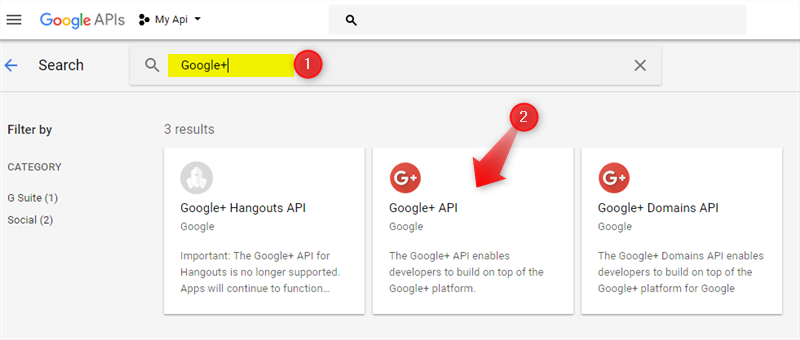 Google APIs My Api
Search Google+ 1
2
Filter by
3 results
CATEGORY
G Suite (1)
Social (2)
Google+ Hangouts API
Google
Important: The Google+ API for
Hangouts is no longer supported.
Apps will continue to function...
G+
Google+ API
Google
The Google+ API enables
developers to build on top of the
Google+ platform.
G+
Google+ Domains API
Google
The Google+ Domains API enables
developers to build on top of the
Google+ platform for Google